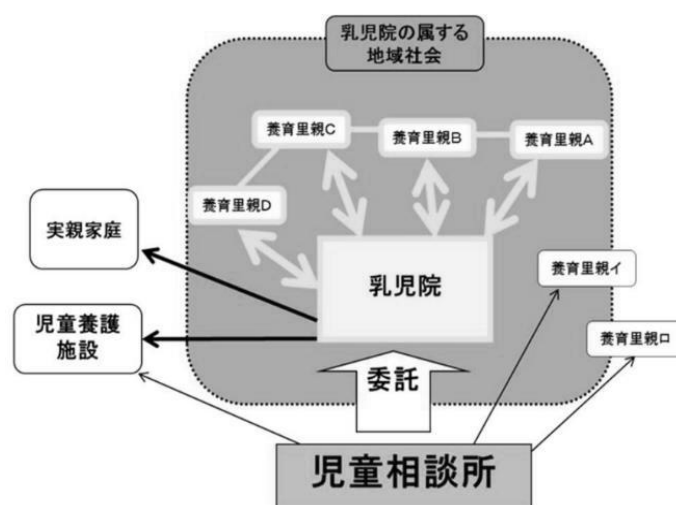 乳児院の属する
地域社会
養育里親C
養育里親B
養育里親A
養育里親D
実親家庭
乳児院
養育里親イ
児童養護
施設
養育里親ロ
委託
児童相談所